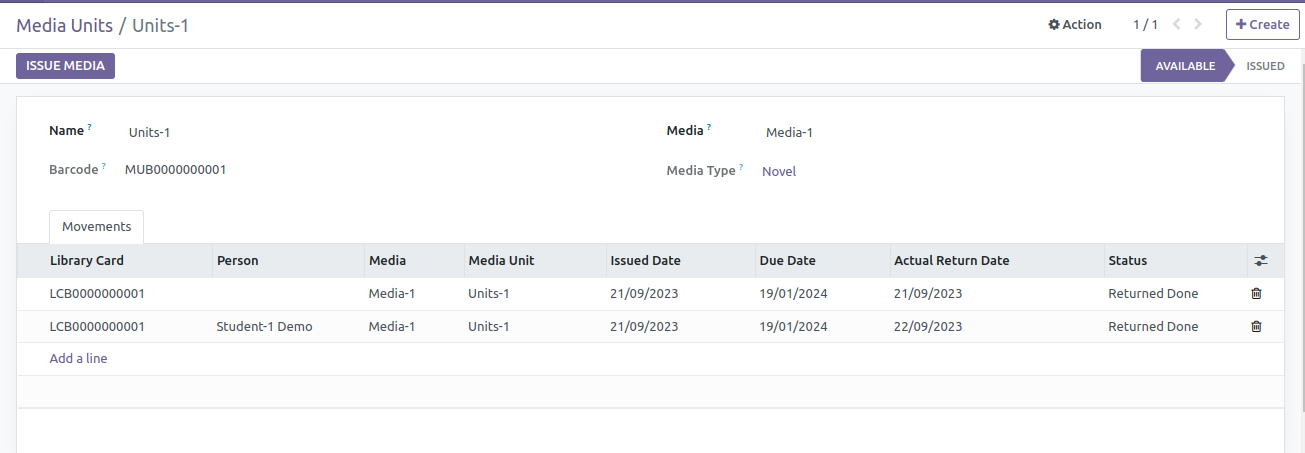 Media Units / Units-1
Action 1 / 1 Create
ISSUE MEDIA AVAILABLE ISSUED
Name ? Units-1 Media ? Media-1
Barcode ? MUB0000000001 Media Type ? Novel
Movements
Library Card Person Media Media Unit Issued Date Due Date Actual Return Date Status
LCB0000000001 Media-1 Units-1 21/09/2023 19/01/2024 21/09/2023 Returned Done
LCB0000000001 Student-1 Demo Media-1 Units-1 21/09/2023 19/01/2024 22/09/2023 Returned Done
Add a line